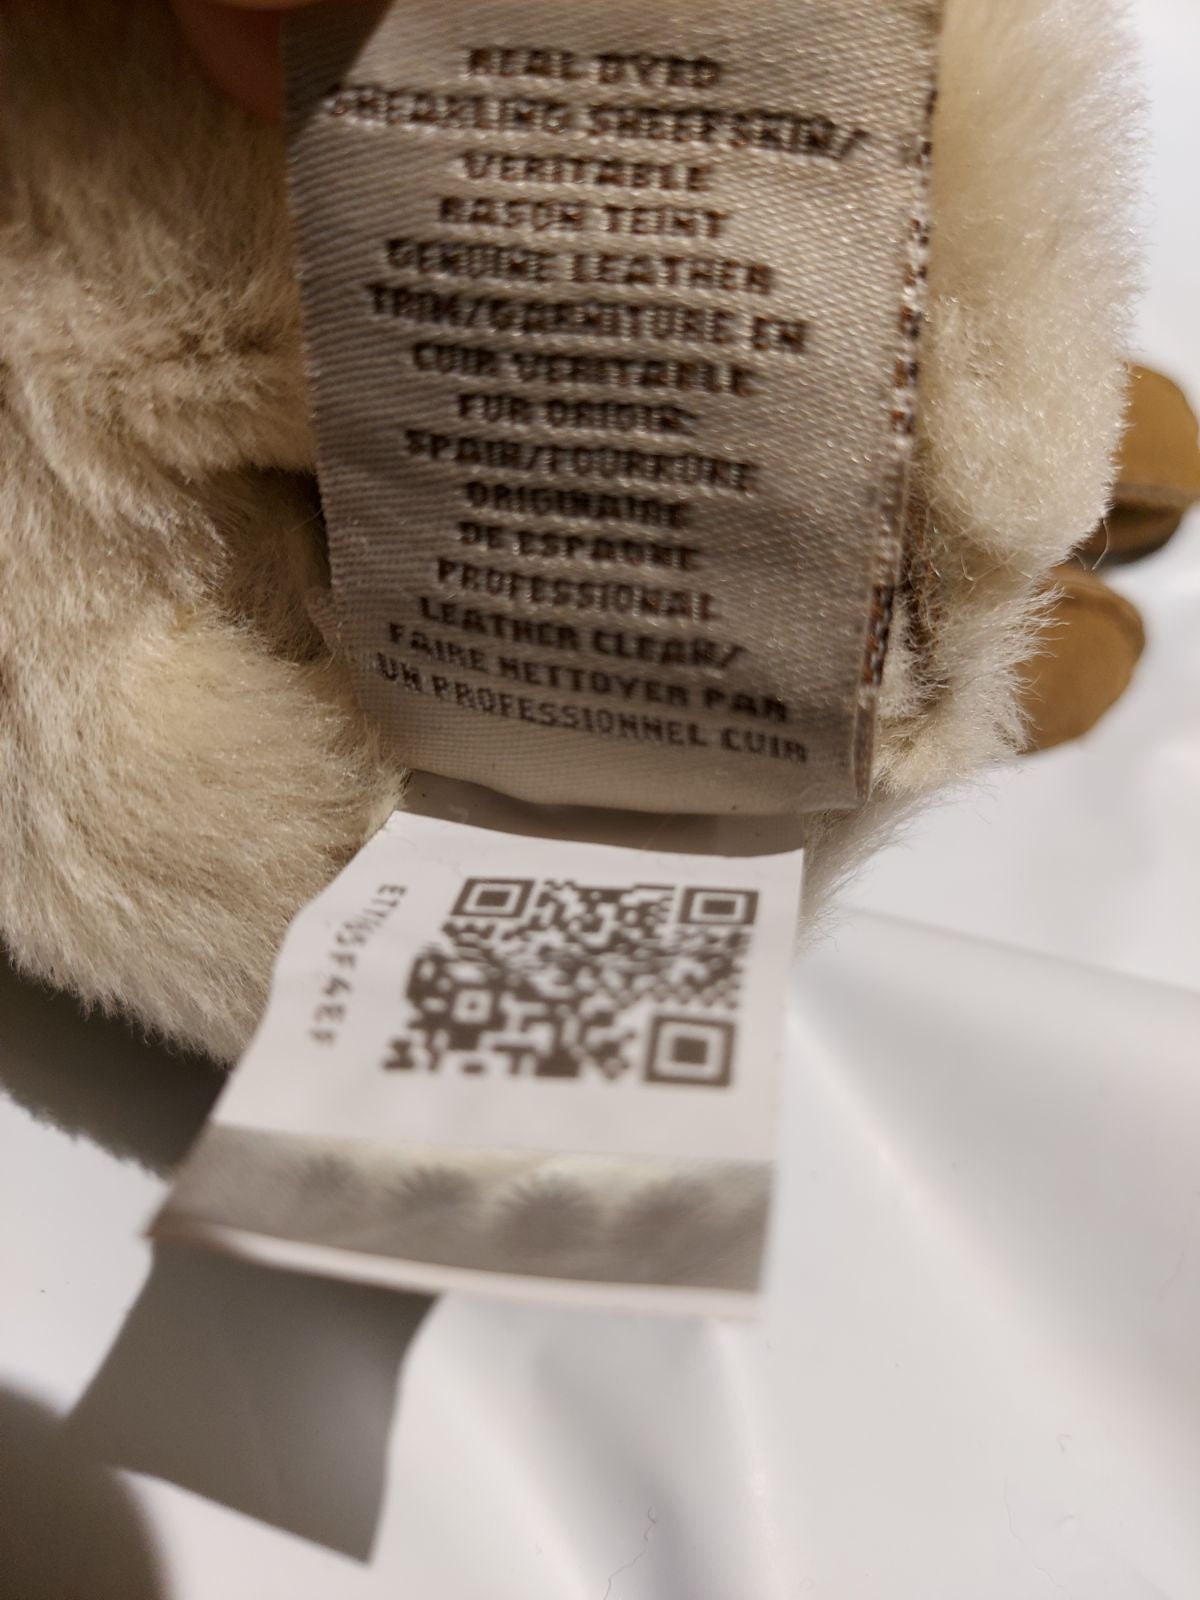 REAL DYED
SHEARLING SHEEPSKIN/
VERITABLE
RASON TEINT
GENUINE LEATHER
TRIM/GARNITURE EN
CUIR VERITABLE
FUR ORIGIN-
SPAIN/FOURRURE
ORIGINAIRE
DE ESPAGNE
PROFESSIONAL
LEATHER CLEAN/
FAIRE NETTOYER PAR
UN PROFESSIONNEL CUIR